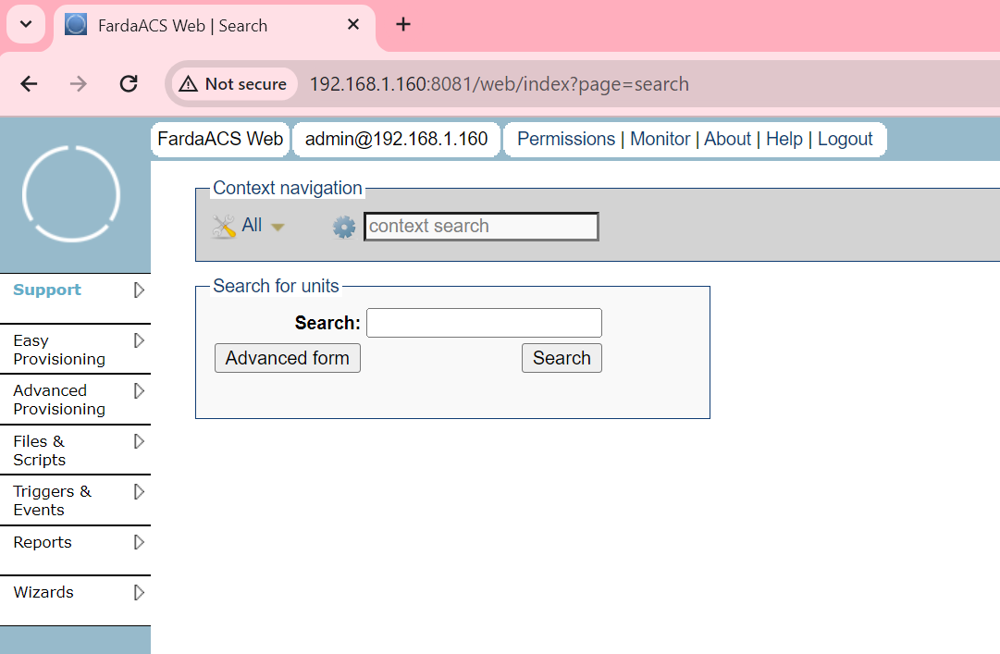 FardaACS Web | Search
Not secure 192.168.1.160:8081/web/index?page=search
FardaACS Web admin@192.168.1.160 Permissions | Monitor | About | Help | Logout
Context navigation
All context search
Support
Easy
Provisioning
Advanced
Provisioning
Files &
Scripts
Triggers &
Events
Reports
Wizards
Search for units
Search:
Advanced form Search